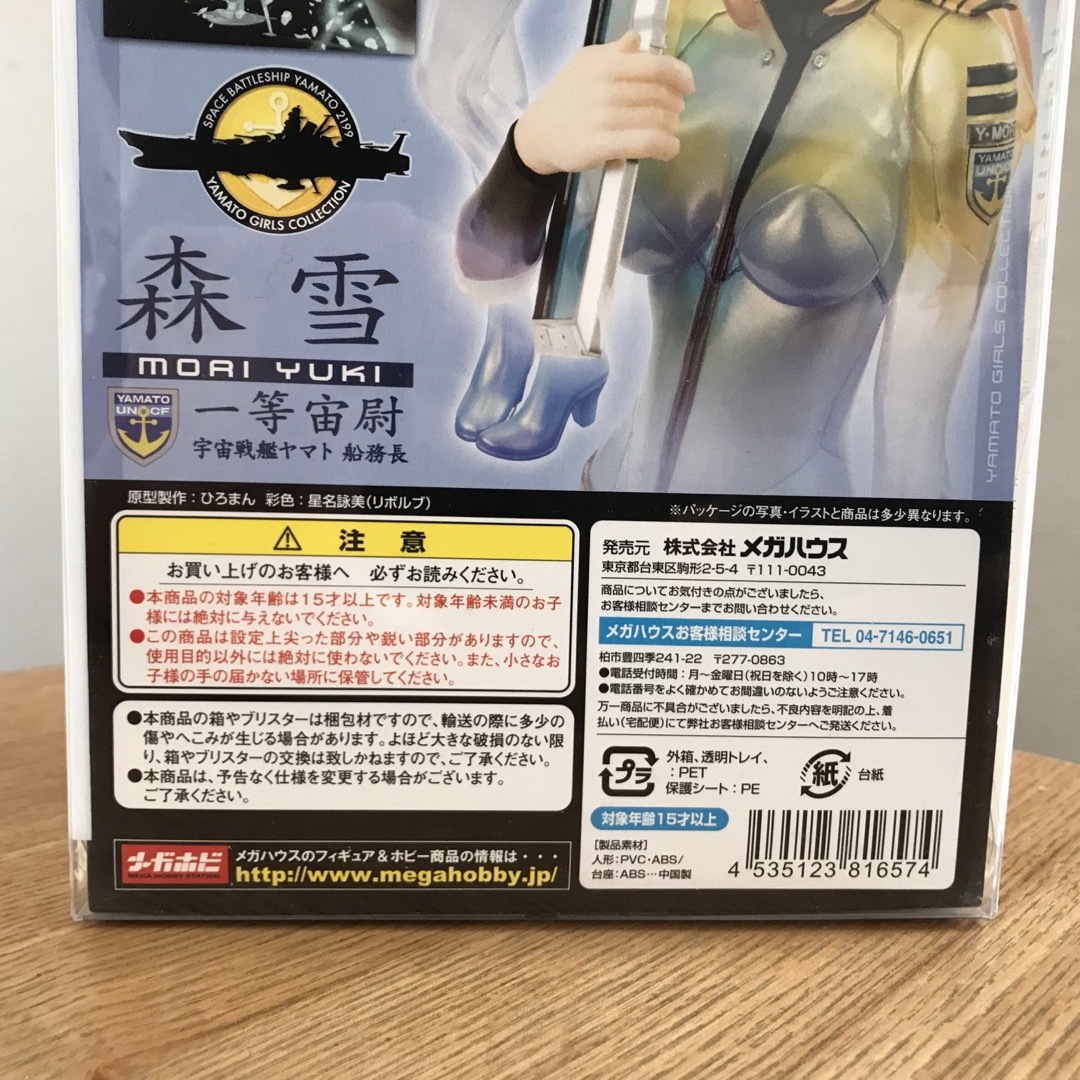 SPACE BATTLESHIP YAMATO 2199
YAMATO GIRLS COLLECTION
森 雪
MORI YUKI
YAMATO
UNCF
一等宙尉
宇宙戦艦ヤマト 船務長
Y・MORI
YAMATO
UNCF
YAMATO GIRLS COLLECTION
原型製作：ひろまん 彩色：星名詠美(リボルブ)
※パッケージの写真・イラストと商品は多少異なります。
⚠ 注 意
お買い上げのお客様へ 必ずお読みください。
●本商品の対象年齢は15才以上です。対象年齢未満のお子
様には絶対に与えないでください。
●この商品は設定上尖った部分や鋭い部分がありますので、
使用目的以外には絶対に使わないでください。また、小さなお
子様の手の届かない場所に保管してください。
●本商品の箱やブリスターは梱包材ですので、輸送の際に多少の
傷やへこみが生じる場合があります。よほど大きな破損のない限
り、箱やブリスターの交換は致しかねますので、ご了承ください。
●本商品は、予告なく仕様を変更する場合がございます。
ご了承ください。
メガホビ
MEGA HOBBY STATION
メガハウスのフィギュア＆ホビー商品の情報は・・・
http://www.megahobby.jp/
発売元 株式会社 メガハウス
東京都台東区駒形2-5-4 〒111-0043
商品についてお気付きの点がございましたら、
お客様相談センターまでお問い合わせください。
メガハウスお客様相談センター TEL 04-7146-0651
柏市豊四季241-22 〒277-0863
●電話受付時間：月〜金曜日(祝日を除く)10時〜17時
●電話番号をよく確かめてお間違いのないようご注意ください。
万一商品に不具合がございましたら、不良内容を明記の上、着
払い(宅配便)にて弊社お客様相談センターへご発送ください。
プラ
外箱、透明トレイ、
：PET
保護シート：PE
紙
台紙
対象年齢15才以上
[製品素材]
人形：PVC・ABS/
台座：ABS…中国製
4 535123 816574